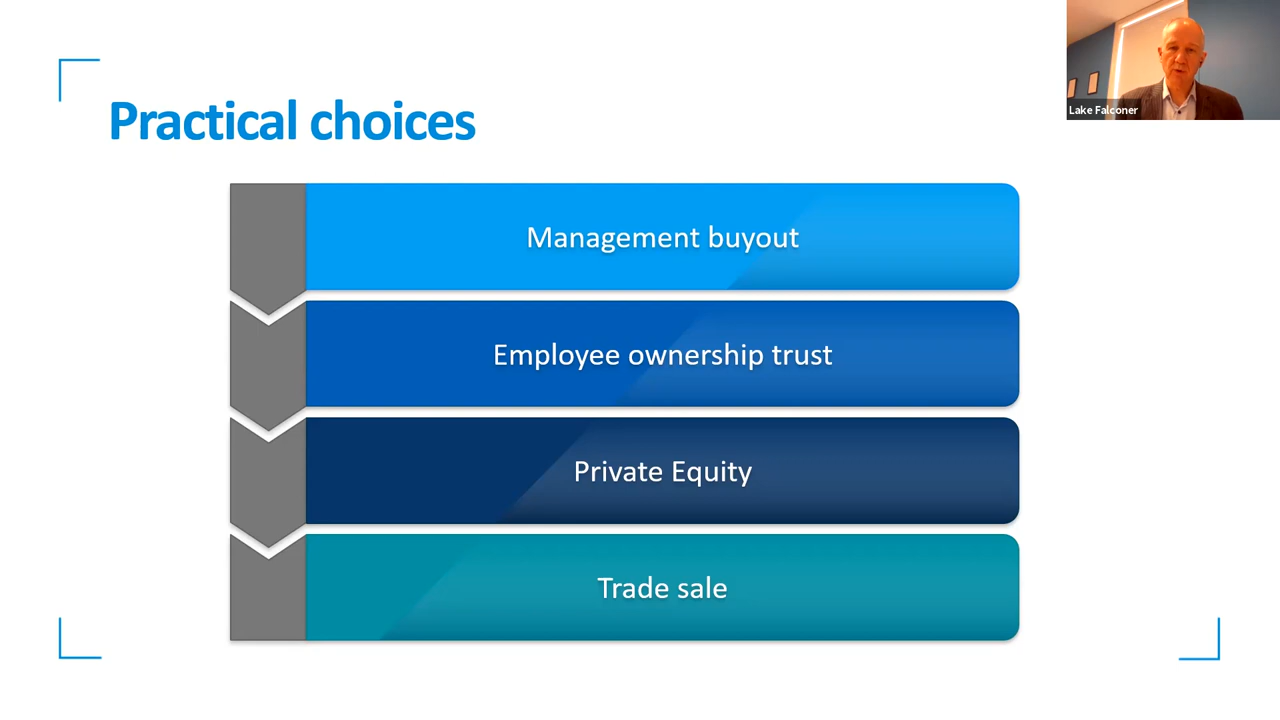 Practical choices
Lake Falconer
Management buyout
Employee ownership trust
Private Equity
Trade sale